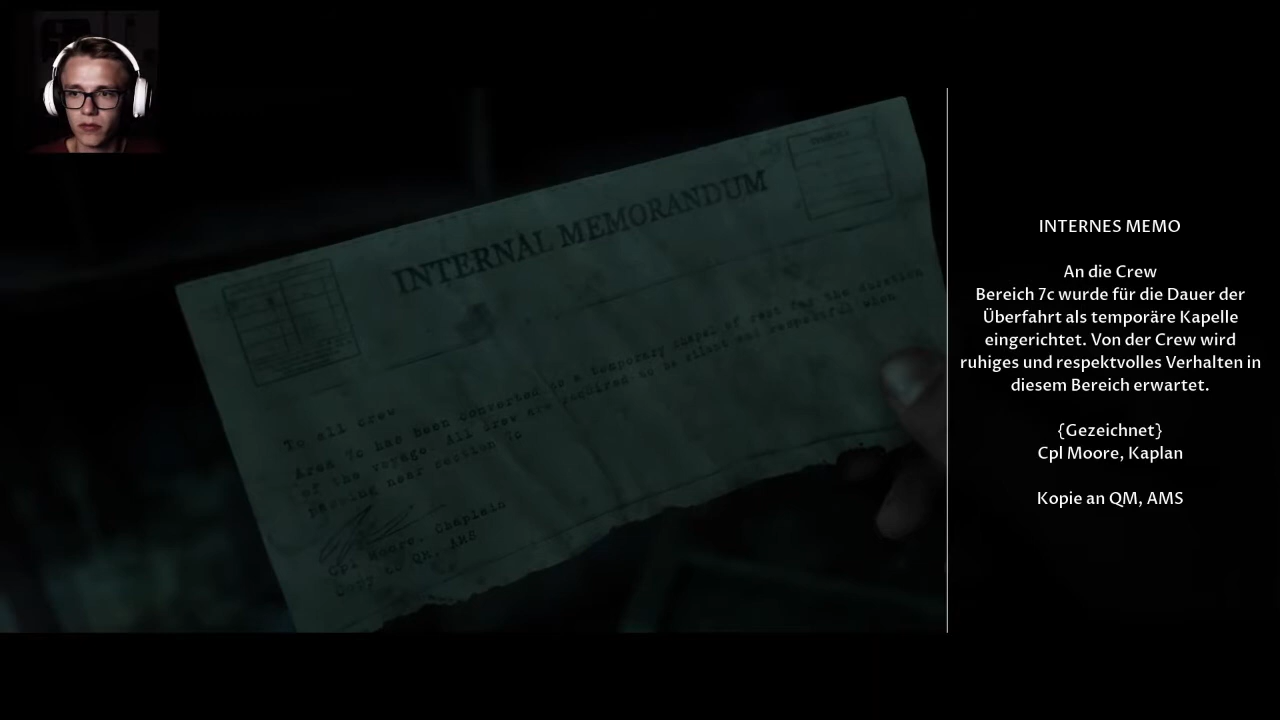 INTERNAL MEMORANDUM
To all crew
Area 7c has been converted to a temporary chapel of rest for the duration
of the voyage. All crew are required to be silent and respectful when
passing near section 7c
Cpl Moore, Chaplain
Copy to QM, AMS
INTERNES MEMO
An die Crew
Bereich 7c wurde für die Dauer der
Überfahrt als temporäre Kapelle
eingerichtet. Von der Crew wird
ruhiges und respektvolles Verhalten in
diesem Bereich erwartet.
{Gezeichnet}
Cpl Moore, Kaplan
Kopie an QM, AMS